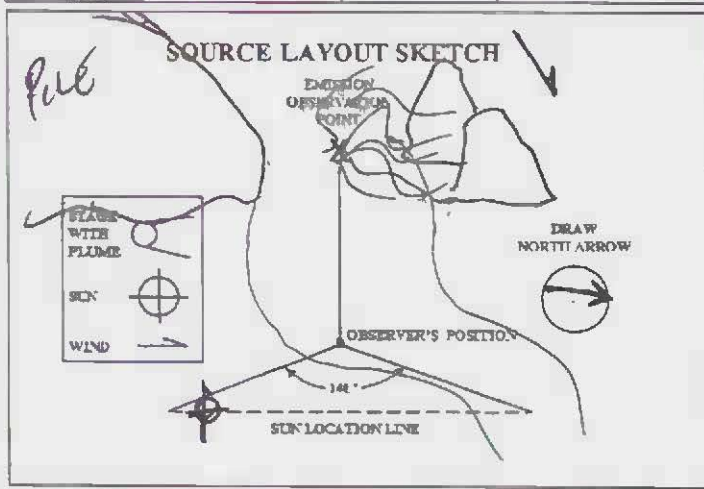 SOURCE LAYOUT SKETCH
EMISSION
OBSERVATION
POINT
STACK
WITH
PLUME
SUN
WIND
DRAW
NORTH ARROW
OBSERVER'S POSITION
140°
SUN LOCATION LINE